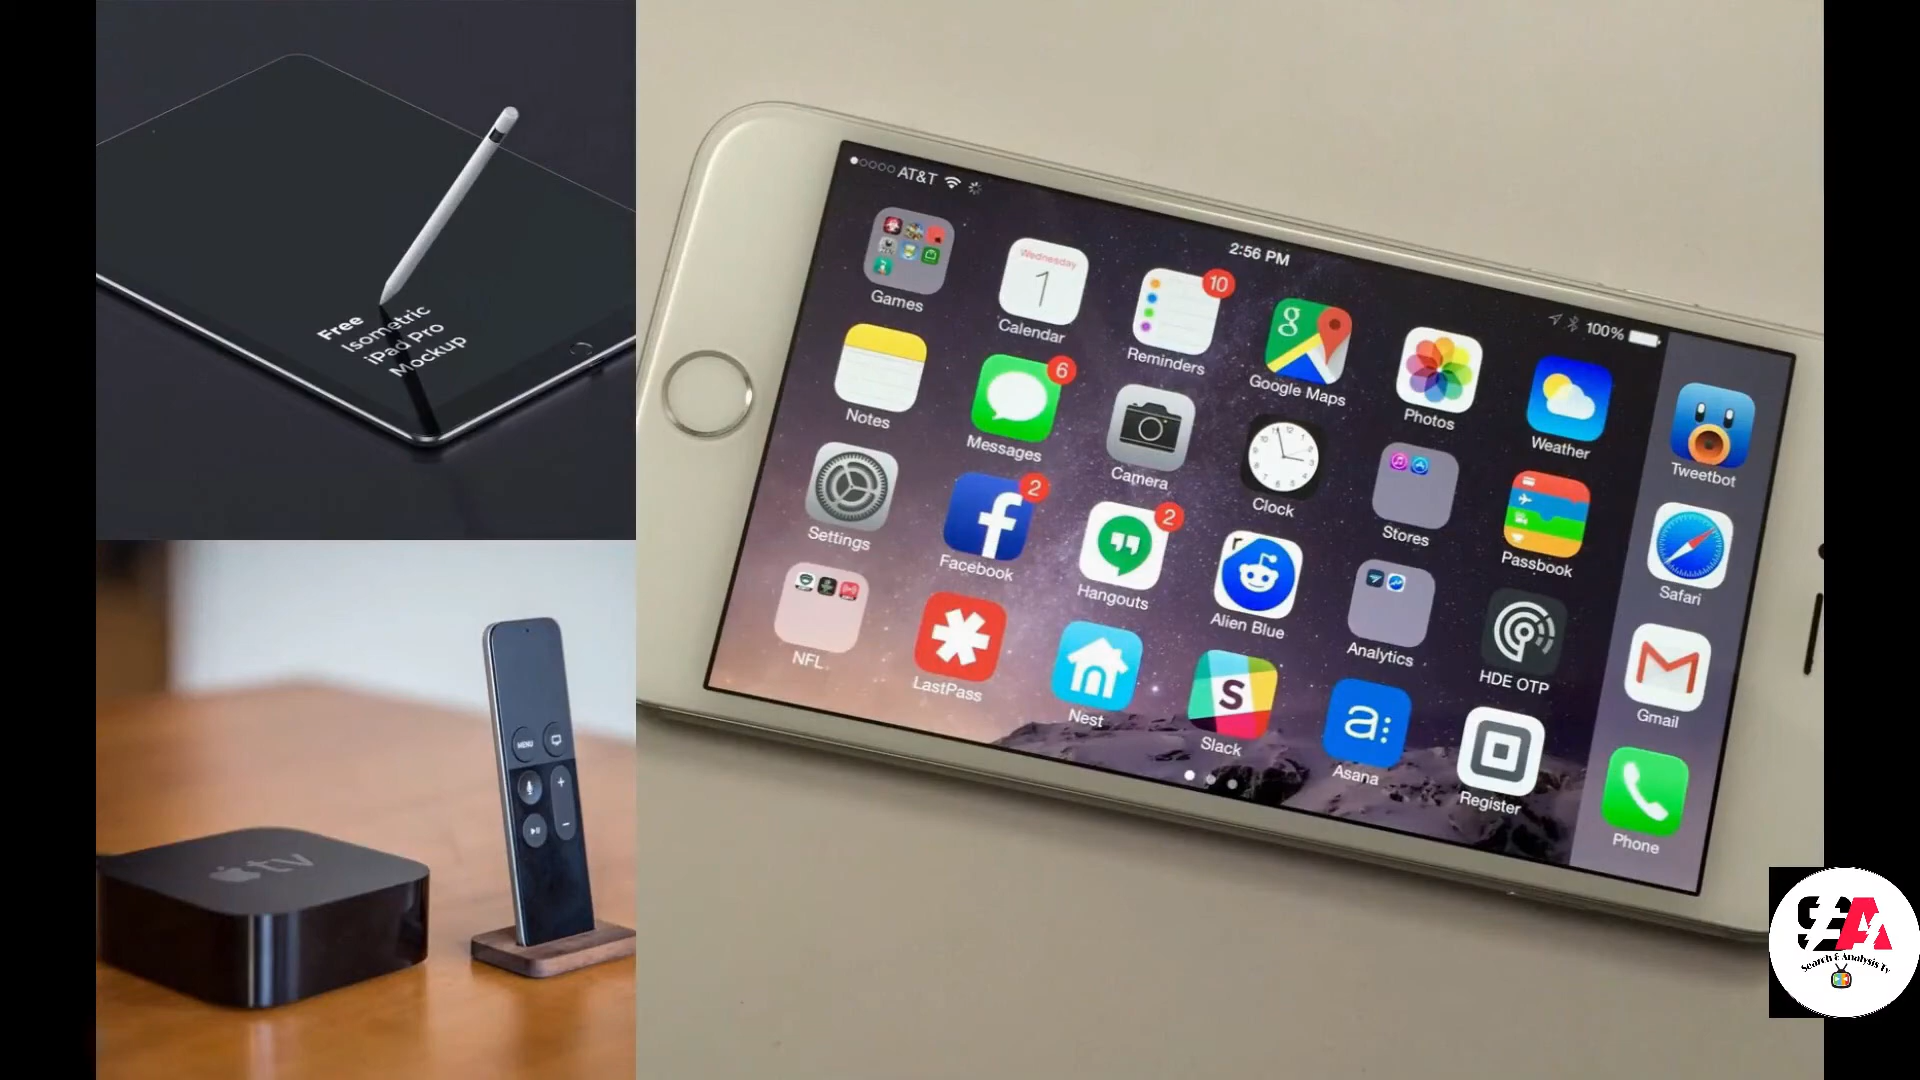 Free
Isometric
iPad Pro
Mockup
MENU
tv
AT&T
2:56 PM
100%
Games
Wednesday
1
Calendar
10
Reminders
Google Maps
Photos
Weather
Tweetbot
Notes
6
Messages
Camera
12
Clock
Stores
Passbook
Safari
Settings
2
Facebook
2
Hangouts
Alien Blue
Analytics
HDE OTP
Gmail
NFL
LastPass
Nest
S
Slack
a:
Asana
Register
Phone
SA
Search & Analysis Tv